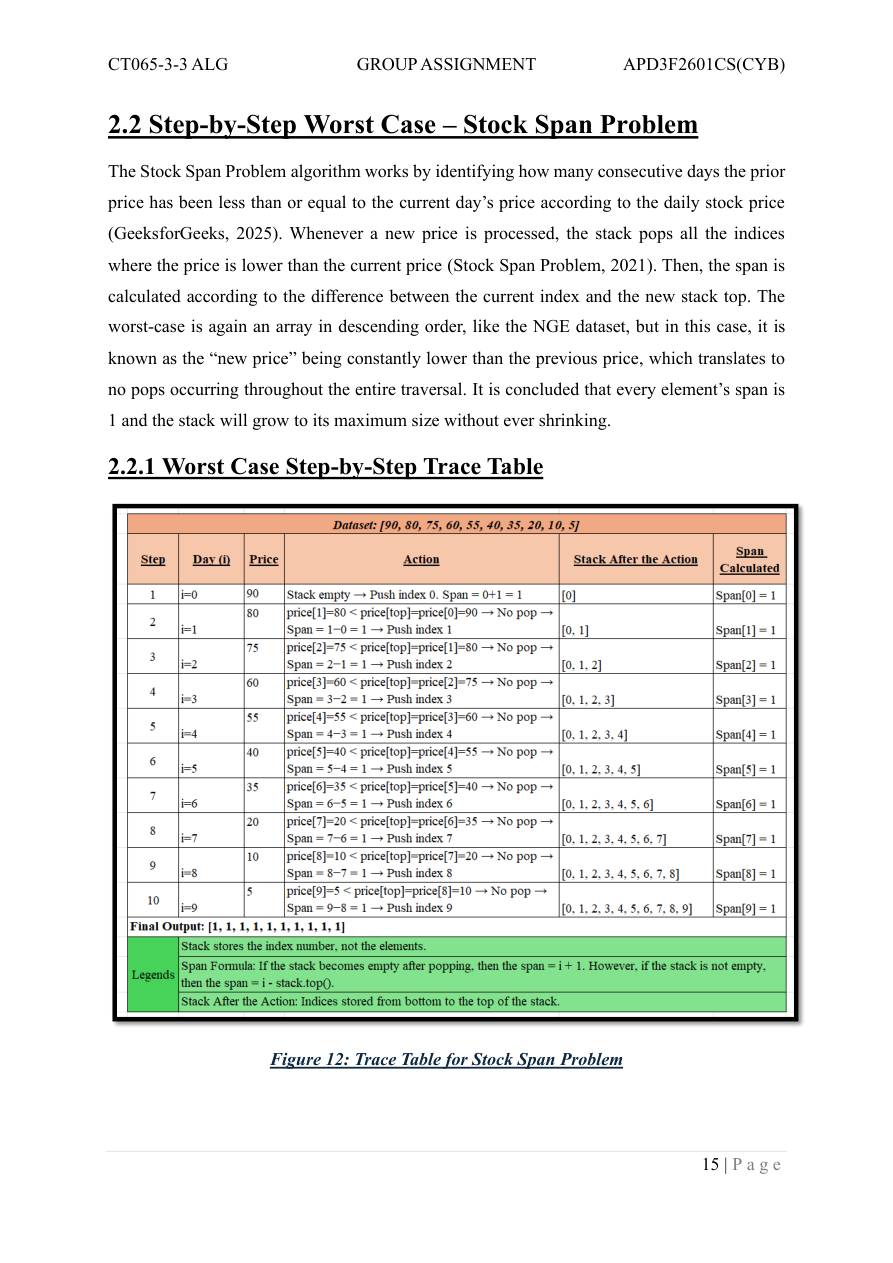 CT065-3-3 ALG GROUP ASSIGNMENT APD3F2601CS(CYB)
2.2 Step-by-Step Worst Case – Stock Span Problem
The Stock Span Problem algorithm works by identifying how many consecutive days the prior
price has been less than or equal to the current day’s price according to the daily stock price
(GeeksforGeeks, 2025). Whenever a new price is processed, the stack pops all the indices
where the price is lower than the current price (Stock Span Problem, 2021). Then, the span is
calculated according to the difference between the current index and the new stack top. The
worst-case is again an array in descending order, like the NGE dataset, but in this case, it is
known as the “new price” being constantly lower than the previous price, which translates to
no pops occurring throughout the entire traversal. It is concluded that every element’s span is
1 and the stack will grow to its maximum size without ever shrinking.
2.2.1 Worst Case Step-by-Step Trace Table
Dataset: [90, 80, 75, 60, 55, 40, 35, 20, 10, 5]
Step Day (i) Price Action Stack After the Action Span Calculated
1 i=0 90 Stack empty → Push index 0. Span = 0+1 = 1 [0] Span[0] = 1
2 i=1 80 price[1]=80 < price[top]=price[0]=90 → No pop →
Span = 1−0 = 1 → Push index 1 [0, 1] Span[1] = 1
3 i=2 75 price[2]=75 < price[top]=price[1]=80 → No pop →
Span = 2−1 = 1 → Push index 2 [0, 1, 2] Span[2] = 1
4 i=3 60 price[3]=60 < price[top]=price[2]=75 → No pop →
Span = 3−2 = 1 → Push index 3 [0, 1, 2, 3] Span[3] = 1
5 i=4 55 price[4]=55 < price[top]=price[3]=60 → No pop →
Span = 4−3 = 1 → Push index 4 [0, 1, 2, 3, 4] Span[4] = 1
6 i=5 40 price[5]=40 < price[top]=price[4]=55 → No pop →
Span = 5−4 = 1 → Push index 5 [0, 1, 2, 3, 4, 5] Span[5] = 1
7 i=6 35 price[6]=35 < price[top]=price[5]=40 → No pop →
Span = 6−5 = 1 → Push index 6 [0, 1, 2, 3, 4, 5, 6] Span[6] = 1
8 i=7 20 price[7]=20 < price[top]=price[6]=35 → No pop →
Span = 7−6 = 1 → Push index 7 [0, 1, 2, 3, 4, 5, 6, 7] Span[7] = 1
9 i=8 10 price[8]=10 < price[top]=price[7]=20 → No pop →
Span = 8−7 = 1 → Push index 8 [0, 1, 2, 3, 4, 5, 6, 7, 8] Span[8] = 1
10 i=9 5 price[9]=5 < price[top]=price[8]=10 → No pop →
Span = 9−8 = 1 → Push index 9 [0, 1, 2, 3, 4, 5, 6, 7, 8, 9] Span[9] = 1
Final Output: [1, 1, 1, 1, 1, 1, 1, 1, 1, 1]
Legends
Stack stores the index number, not the elements.
Span Formula: If the stack becomes empty after popping, then the span = i + 1. However, if the stack is not empty,
then the span = i - stack.top().
Stack After the Action: Indices stored from bottom to the top of the stack.
Figure 12: Trace Table for Stock Span Problem
15 | P a g e